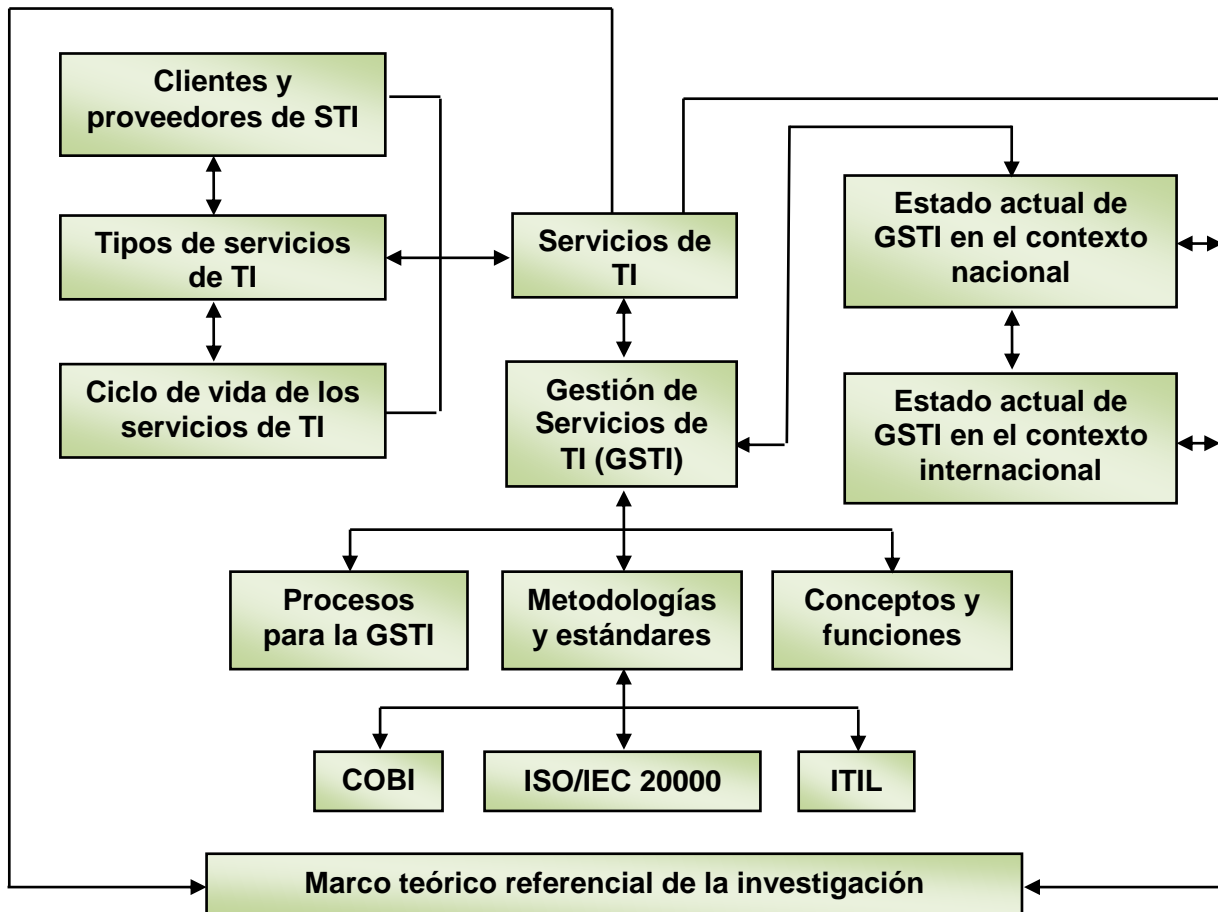 Clientes y
proveedores de STI
Tipos de servicios
de TI
Ciclo de vida de los
servicios de TI
Servicios de
TI
Gestión de
Servicios de
TI (GSTI)
Estado actual de
GSTI en el contexto
nacional
Estado actual de
GSTI en el contexto
internacional
Procesos
para la GSTI
Metodologías
y estándares
Conceptos y
funciones
COBI
ISO/IEC 20000
ITIL
Marco teórico referencial de la investigación